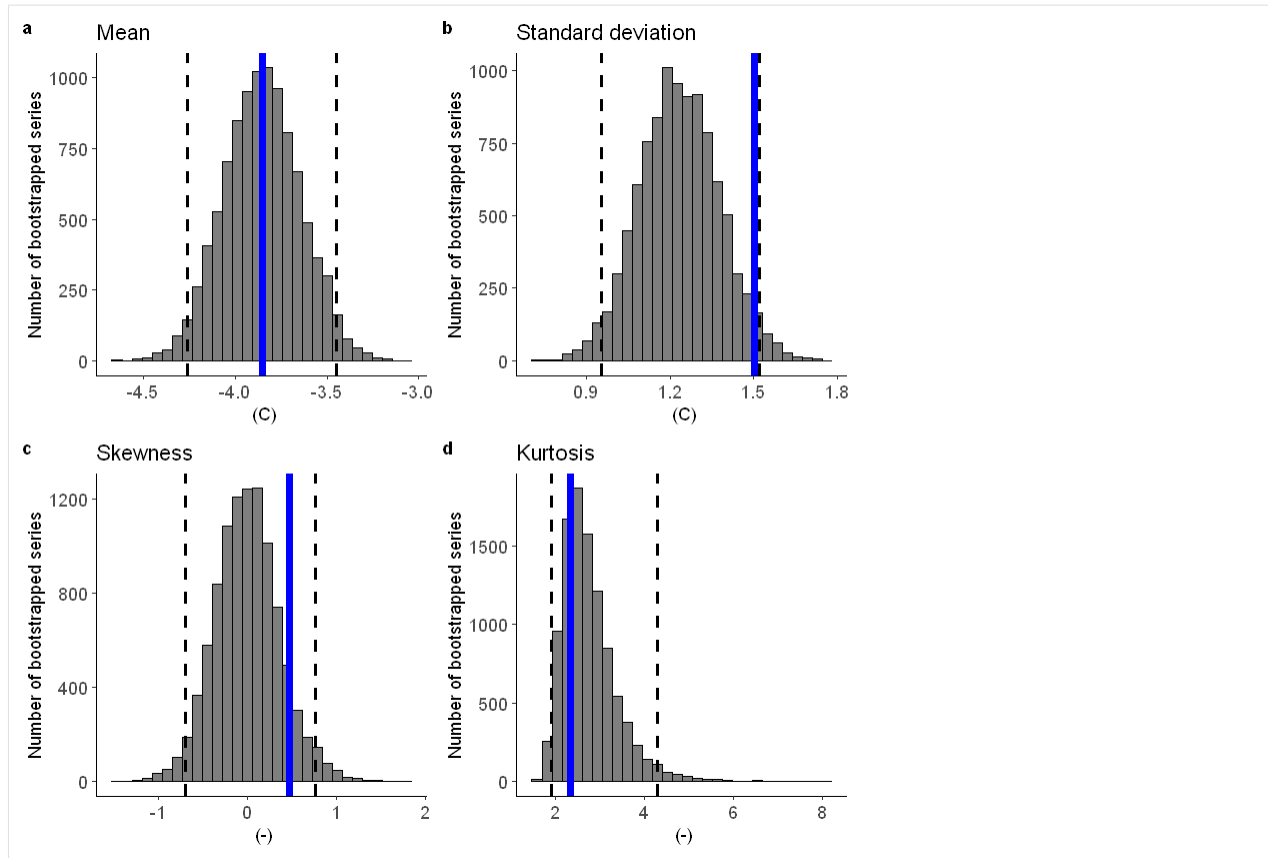 a Mean
Number of bootstrapped series
1000
750
500
250
0
-4.5 -4.0 -3.5 -3.0
(C)
b Standard deviation
Number of bootstrapped series
1000
750
500
250
0
0.9 1.2 1.5 1.8
(C)
c Skewness
Number of bootstrapped series
1200
800
400
0
-1 0 1 2
(-)
d Kurtosis
Number of bootstrapped series
1500
1000
500
0
2 4 6 8
(-)